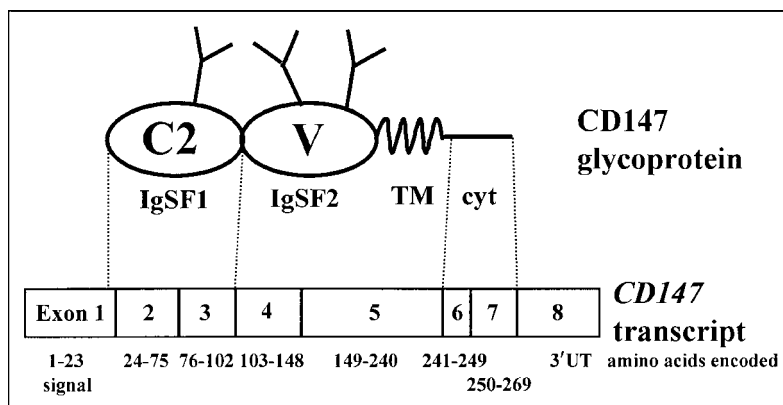 C2 V
CD147
glycoprotein
IgSF1 IgSF2 TM cyt
Exon 1 2 3 4 5 6 7 8
CD147
transcript
1-23 24-75 76-102 103-148 149-240 241-249 3'UT amino acids encoded
signal 250-269